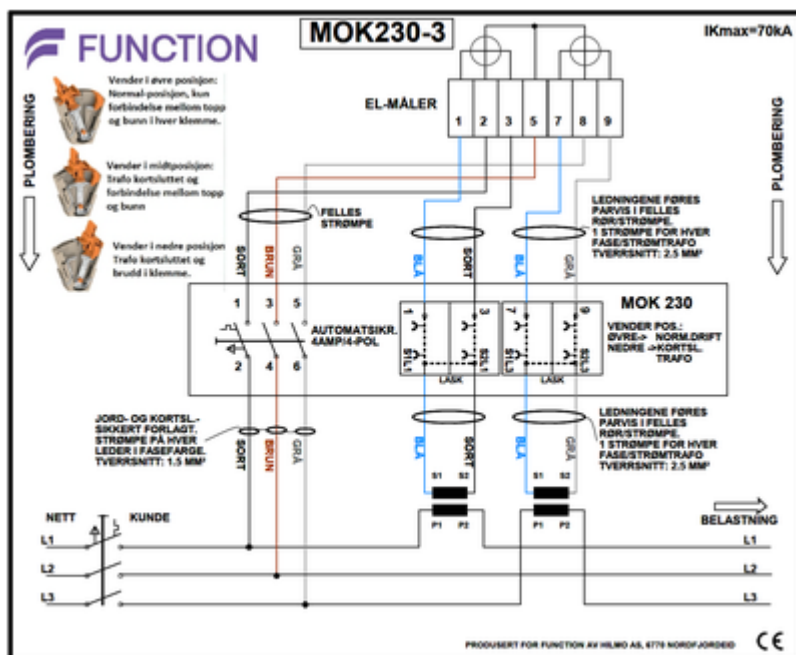 FUNCTION
MOK230-3
IKmax=70kA
Vender i øvre posisjon:
Normal-posisjon, kun
forbindelse mellom topp
og bunn i hver klemme.
Vender i midtposisjon:
Trafo kortsluttet og
forbindelse mellom topp
og bunn
Vender i nedre posisjon
Trafo kortsluttet og
brudd i klemme.
PLOMBERING
PLOMBERING
EL-MÅLER
1 2 3 5 7 8 9
FELLES
STRØMPE
LEDNINGENE FØRES
PARVIS I FELLES
RØR/STRØMPE.
1 STRØMPE FOR HVER
FASE/STRØMTRAFO
TVERRSNITT: 2.5 MM²
SORT
BRUN
GRÅ
BLÅ
SORT
BLÅ
GRÅ
1 3 5
2 4 6
AUTOMATSIKR.
4AMP/4-POL
1 3 7 9
S1L1 S2L1 S1L3 S2L3
LASK LASK
MOK 230
VENDER POS.:
ØVRE-> NORM.DRIFT
NEDRE ->KORTSL.
TRAFO
JORD- OG KORTSL.-
SIKKERT FORLAGT.
STRØMPE PÅ HVER
LEDER I FASEFARGE.
TVERRSNITT: 1.5 MM²
SORT
BRUN
GRÅ
BLÅ
SORT
BLÅ
GRÅ
LEDNINGENE FØRES
PARVIS I FELLES
RØR/STRØMPE.
1 STRØMPE FOR HVER
FASE/STRØMTRAFO
TVERRSNITT: 2.5 MM²
S1 S2 S1 S2
P1 P2 P1 P2
NETT KUNDE
BELASTNING
L1 L1
L2 L2
L3 L3
PRODUSERT FOR FUNCTION AV HILMO AS, 6770 NORDFJORDEID
CE